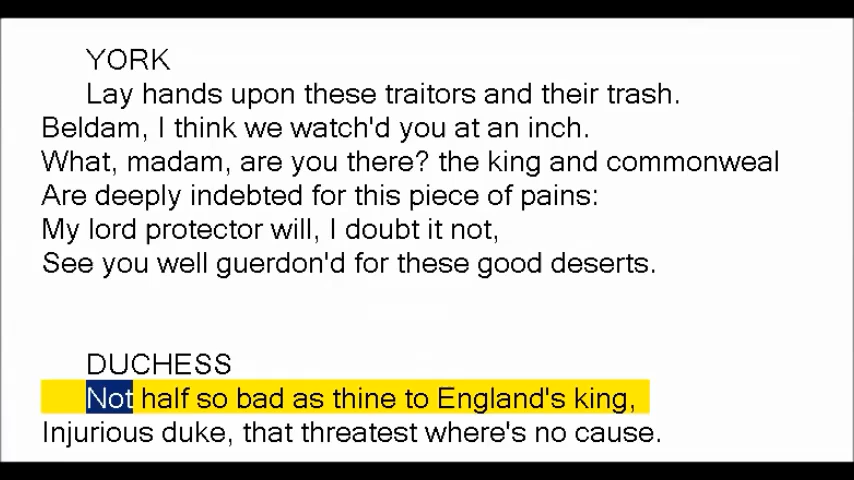 YORK
Lay hands upon these traitors and their trash.
Beldam, I think we watch'd you at an inch.
What, madam, are you there? the king and commonweal
Are deeply indebted for this piece of pains:
My lord protector will, I doubt it not,
See you well guerdon'd for these good deserts.
DUCHESS
Not half so bad as thine to England's king,
Injurious duke, that threatest where's no cause.